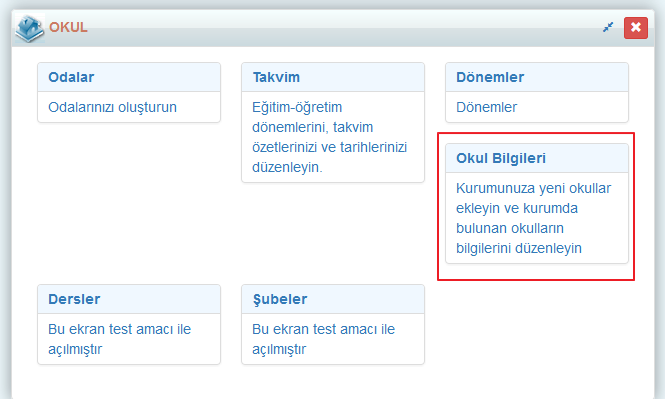 OKUL
Odalar
Odalarınızı oluşturun
Takvim
Eğitim-öğretim
dönemlerini, takvim
özetlerinizi ve tarihlerinizi
düzenleyin.
Dönemler
Dönemler
Okul Bilgileri
Kurumunuza yeni okullar
ekleyin ve kurumda
bulunan okulların
bilgilerini düzenleyin
Dersler
Bu ekran test amacı ile
açılmıştır
Şubeler
Bu ekran test amacı ile
açılmıştır